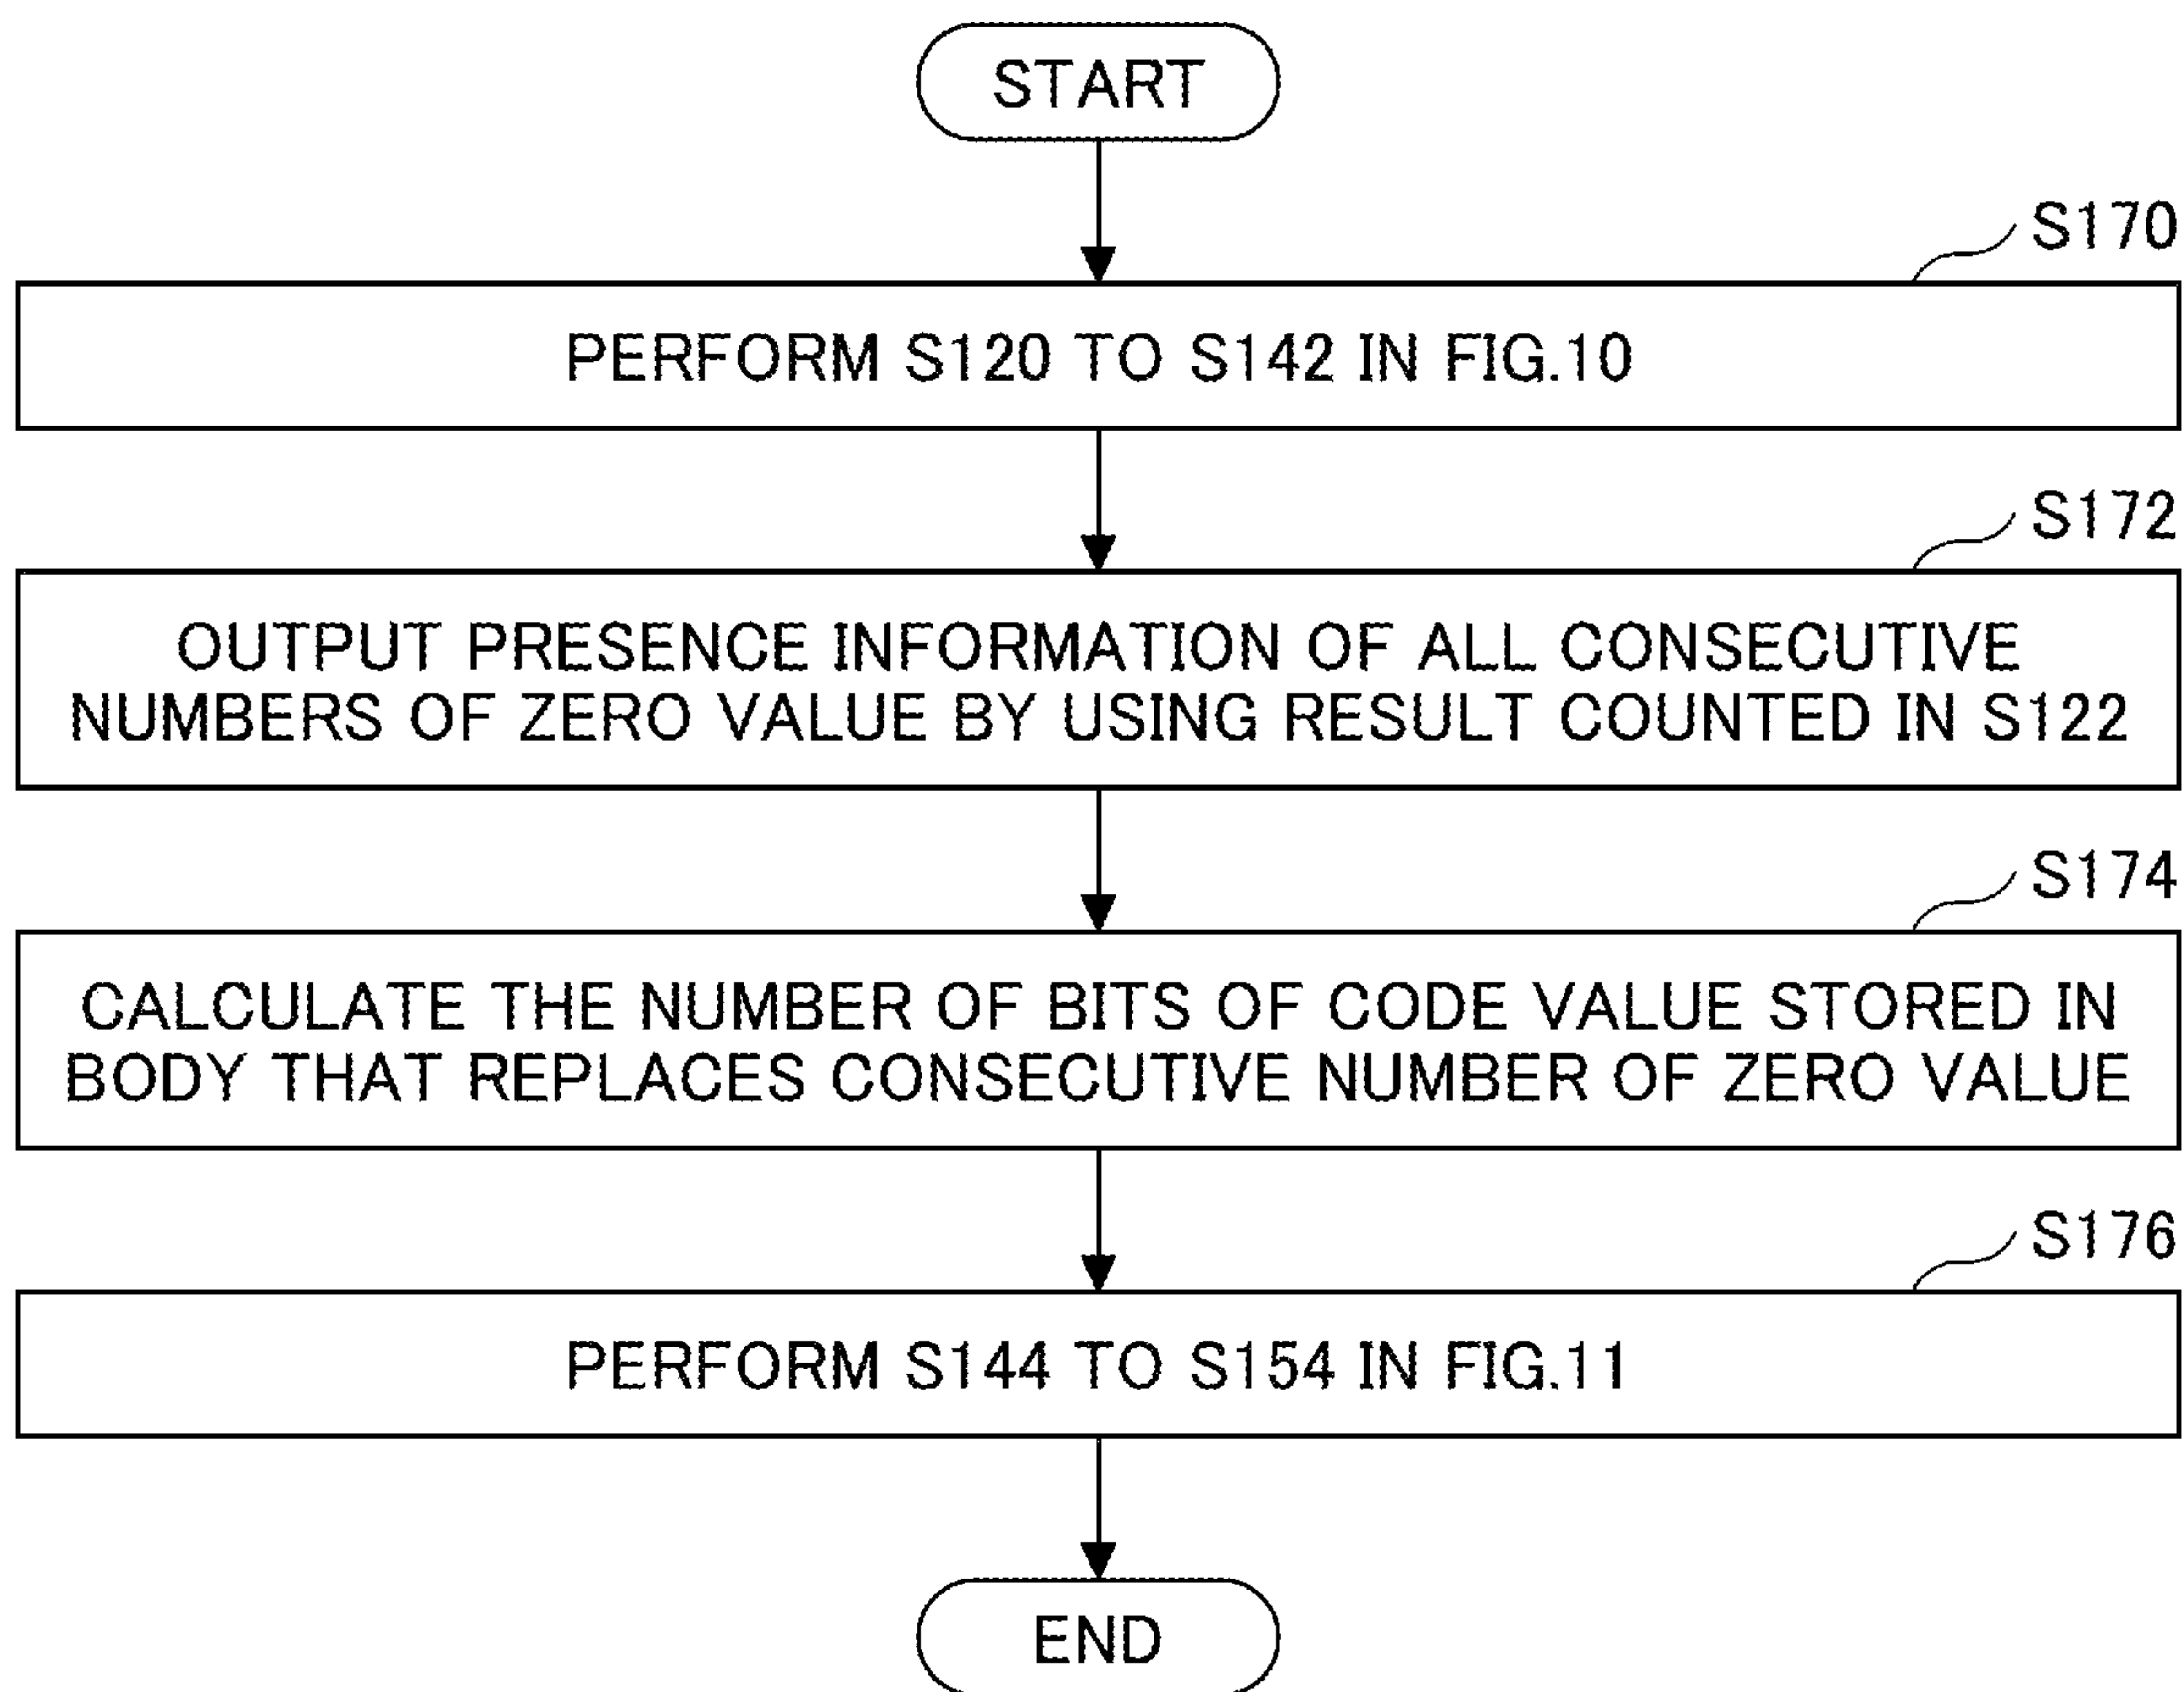 START
S170
PERFORM S120 TO S142 IN FIG.10
S172
OUTPUT PRESENCE INFORMATION OF ALL CONSECUTIVE
NUMBERS OF ZERO VALUE BY USING RESULT COUNTED IN S122
S174
CALCULATE THE NUMBER OF BITS OF CODE VALUE STORED IN
BODY THAT REPLACES CONSECUTIVE NUMBER OF ZERO VALUE
S176
PERFORM S144 TO S154 IN FIG.11
END